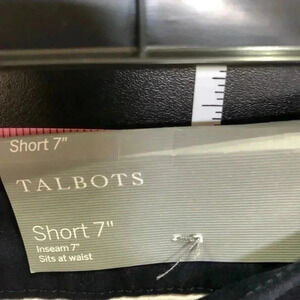 Short 7"
TALBOTS
Short 7"
Inseam 7"
Sits at waist